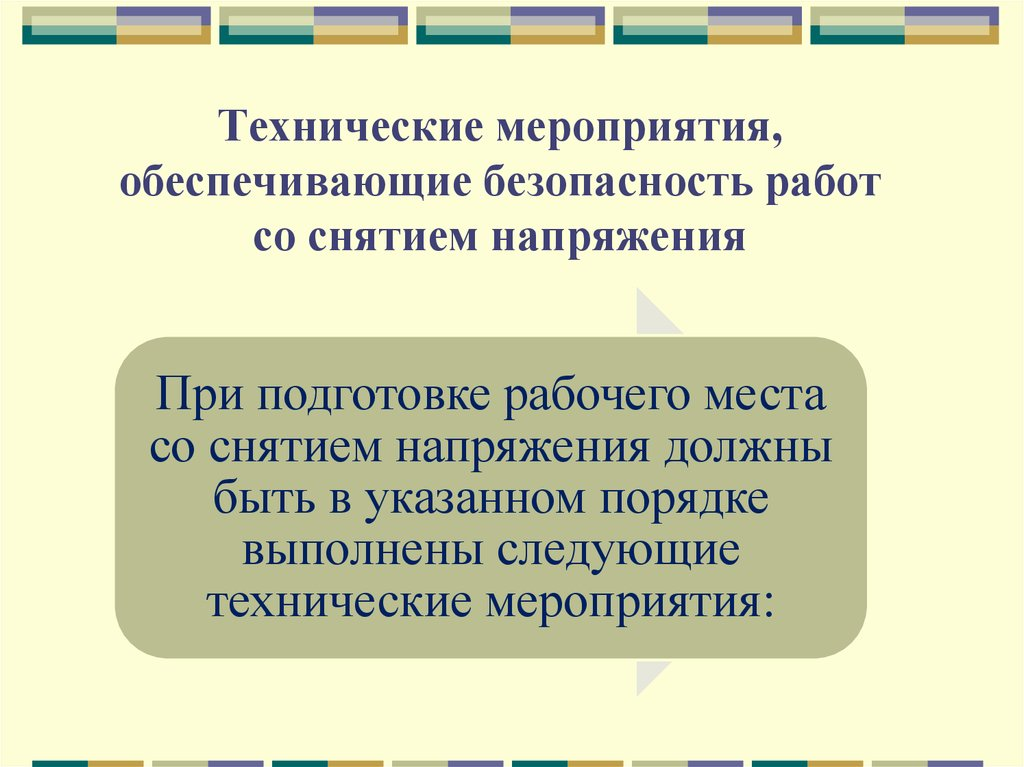 Технические мероприятия,
обеспечивающие безопасность работ
со снятием напряжения
При подготовке рабочего места
со снятием напряжения должны
быть в указанном порядке
выполнены следующие
технические мероприятия: